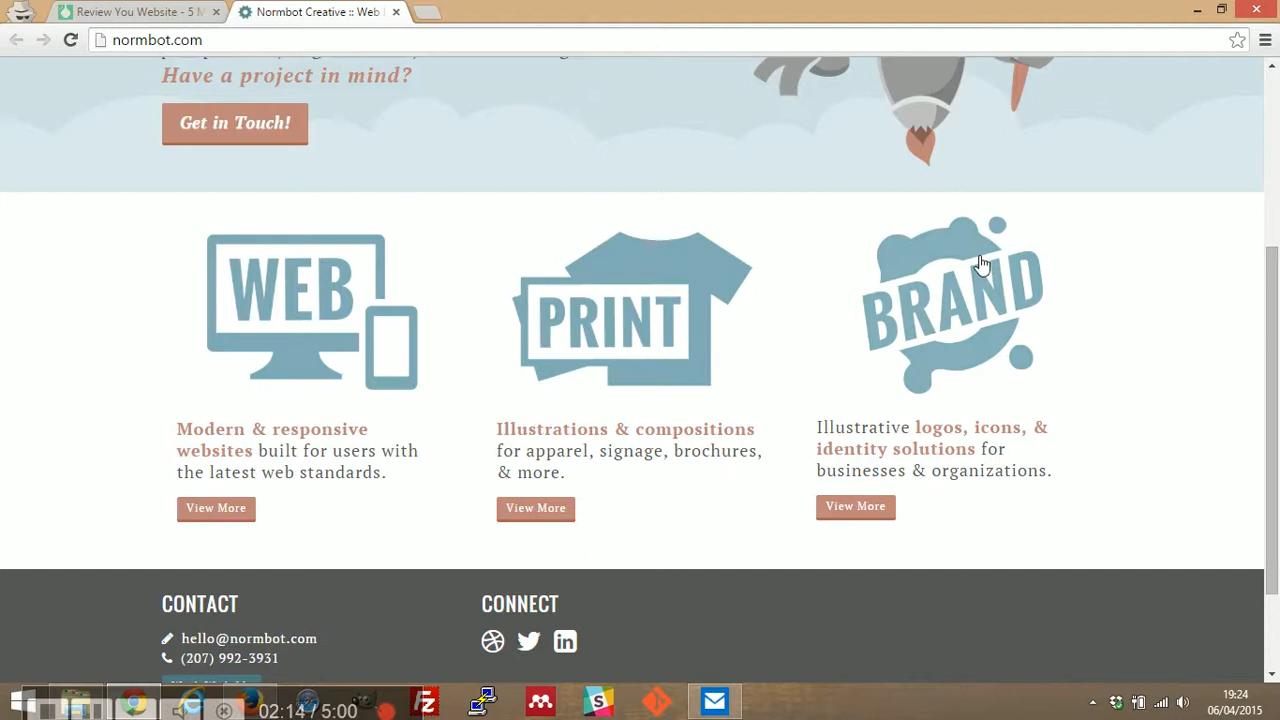 Review You Website - 5 M
Normbot Creative :: Web
normbot.com
Have a project in mind?
Get in Touch!
WEB
PRINT
BRAND
Modern & responsive
websites built for users with
the latest web standards.
View More
Illustrations & compositions
for apparel, signage, brochures,
& more.
View More
Illustrative logos, icons, &
identity solutions for
businesses & organizations.
View More
CONTACT
hello@normbot.com
(207) 992-3931
CONNECT
in
02:14 / 5:00
19:24
06/04/2015